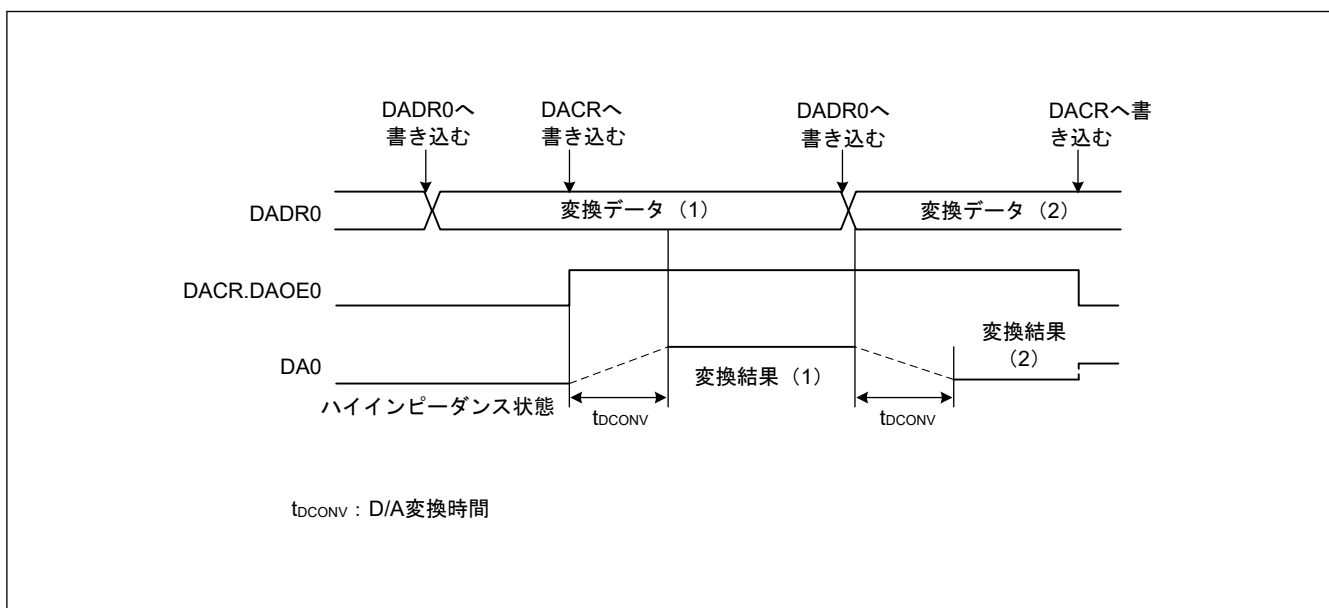 DADR0へ
書き込む
DACRへ
書き込む
DADR0へ
書き込む
DACRへ書
き込む
DADR0
変換データ（1）
変換データ（2）
DACR.DAOE0
DA0
変換結果（1）
変換結果
（2）
ハイインピーダンス状態
tDCONV
tDCONV
tDCONV：D/A変換時間